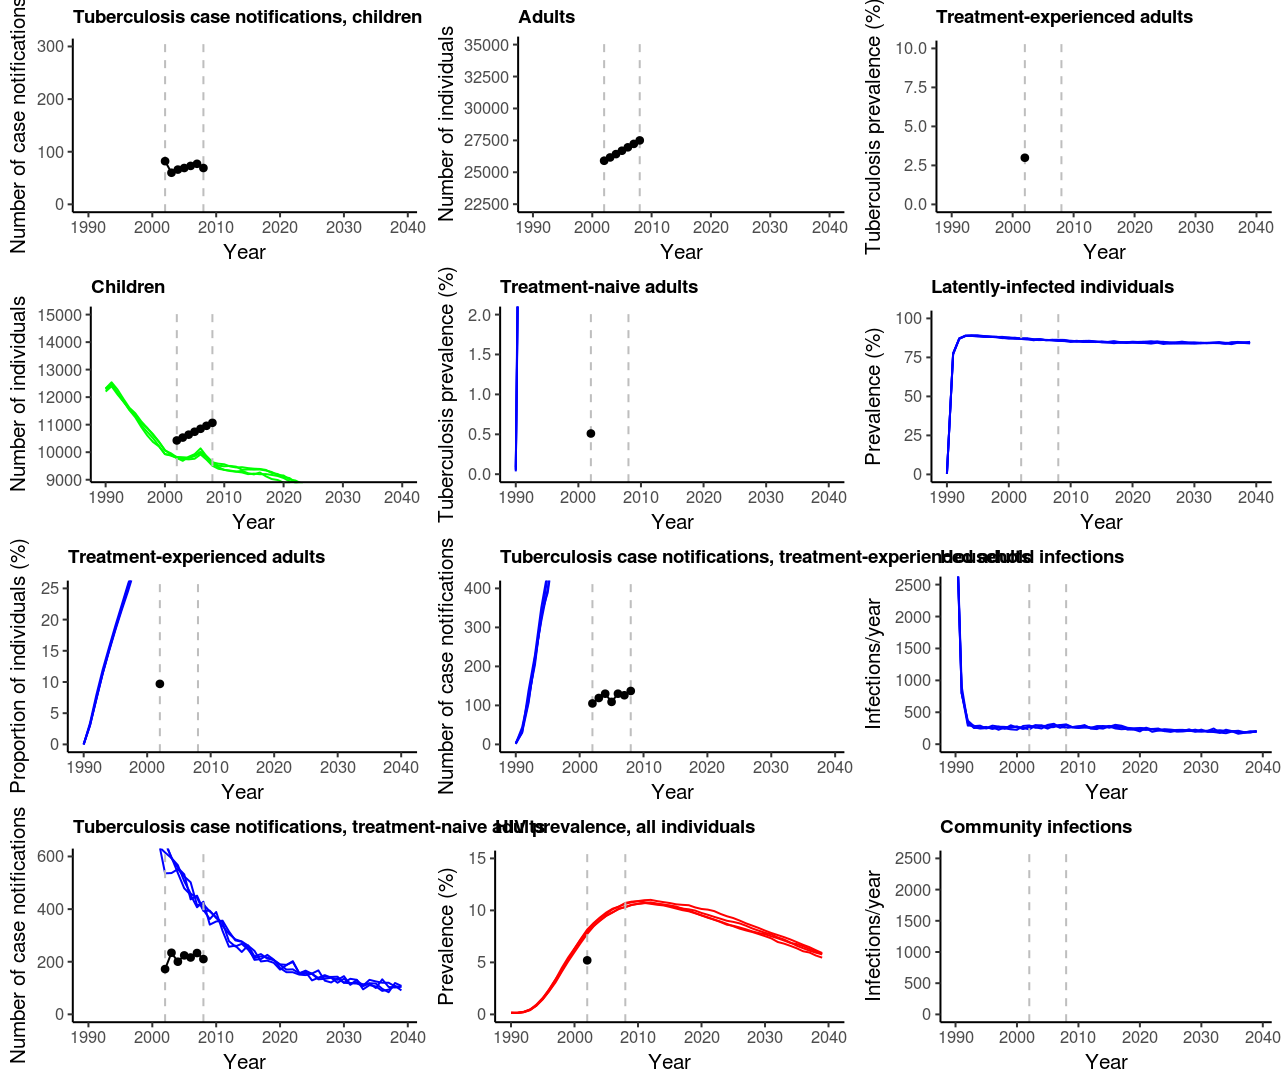 Tuberculosis case notifications, children
Number of case notifications
300
200
100
0
1990 2000 2010 2020 2030 2040
Year
Adults
Number of individuals
35000
32500
30000
27500
25000
22500
1990 2000 2010 2020 2030 2040
Year
Treatment-experienced adults
Tuberculosis prevalence (%)
10.0
7.5
5.0
2.5
0.0
1990 2000 2010 2020 2030 2040
Year
Children
Number of individuals
15000
14000
13000
12000
11000
10000
9000
1990 2000 2010 2020 2030 2040
Year
Treatment-naive adults
Tuberculosis prevalence (%)
2.0
1.5
1.0
0.5
0.0
1990 2000 2010 2020 2030 2040
Year
Latently-infected individuals
Prevalence (%)
100
75
50
25
0
1990 2000 2010 2020 2030 2040
Year
Treatment-experienced adults
Proportion of individuals (%)
25
20
15
10
5
0
1990 2000 2010 2020 2030 2040
Year
Tuberculosis case notifications, treatment-experienced adults
Number of case notifications
400
300
200
100
0
1990 2000 2010 2020 2030 2040
Year
Household infections
Infections/year
2500
2000
1500
1000
500
0
1990 2000 2010 2020 2030 2040
Year
Tuberculosis case notifications, treatment-naive adults
Number of case notifications
600
400
200
0
1990 2000 2010 2020 2030 2040
Year
HIV prevalence, all individuals
Prevalence (%)
15
10
5
0
1990 2000 2010 2020 2030 2040
Year
Community infections
Infections/year
2500
2000
1500
1000
500
0
1990 2000 2010 2020 2030 2040
Year